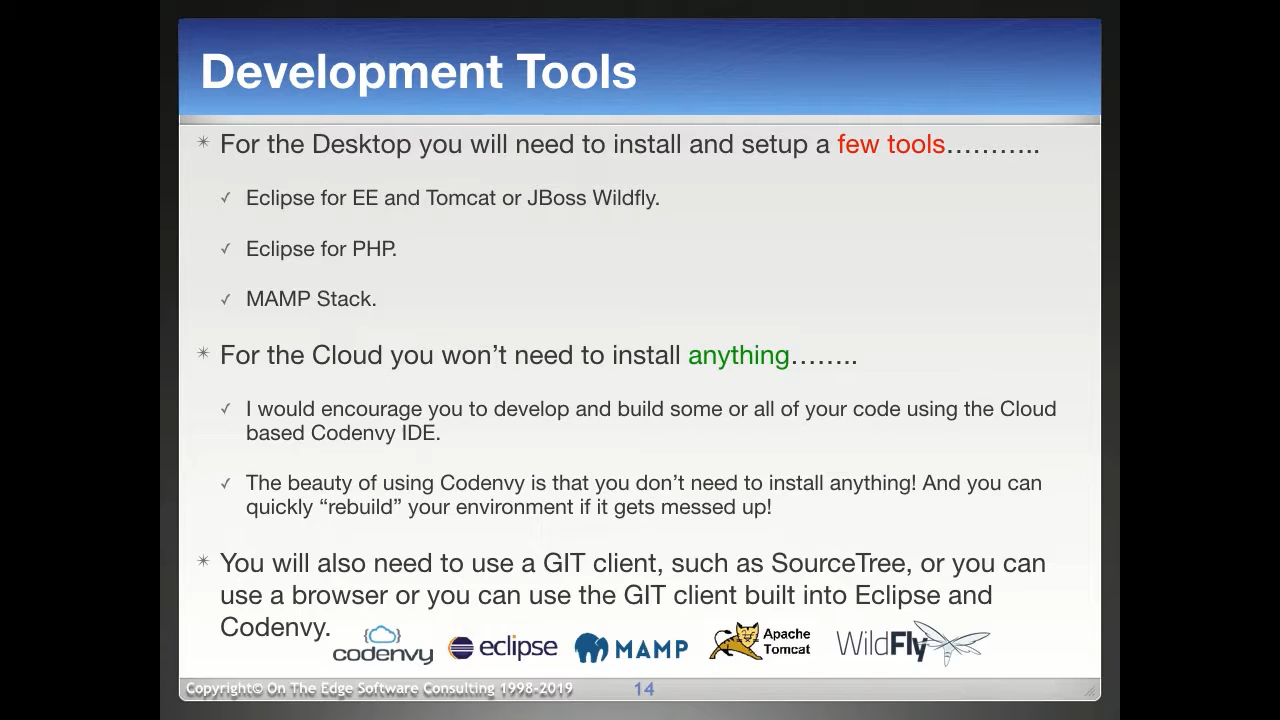 Development Tools
For the Desktop you will need to install and setup a few tools………..
Eclipse for EE and Tomcat or JBoss Wildfly.
Eclipse for PHP.
MAMP Stack.
For the Cloud you won’t need to install anything……..
I would encourage you to develop and build some or all of your code using the Cloud
based Codenvy IDE.
The beauty of using Codenvy is that you don’t need to install anything! And you can
quickly “rebuild” your environment if it gets messed up!
You will also need to use a GIT client, such as SourceTree, or you can
use a browser or you can use the GIT client built into Eclipse and
Codenvy.
codenvy
eclipse
MAMP
Apache
Tomcat
WildFly
Copyright© On The Edge Software Consulting 1998-2019
14